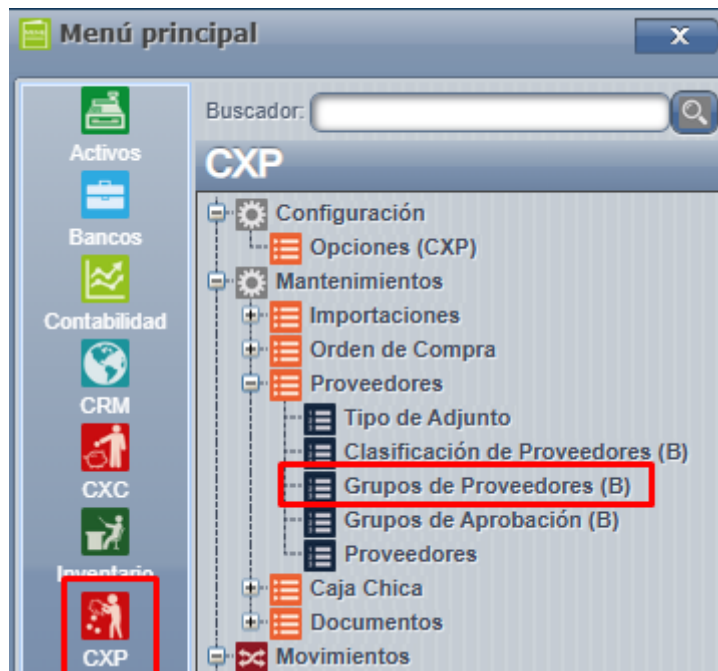 Menú principal
X
Buscador:
CXP
Activos
Bancos
Contabilidad
CRM
CXC
Inventario
CXP
Configuración
Opciones (CXP)
Mantenimientos
Importaciones
Orden de Compra
Proveedores
Tipo de Adjunto
Clasificación de Proveedores (B)
Grupos de Proveedores (B)
Grupos de Aprobación (B)
Proveedores
Caja Chica
Documentos
Movimientos